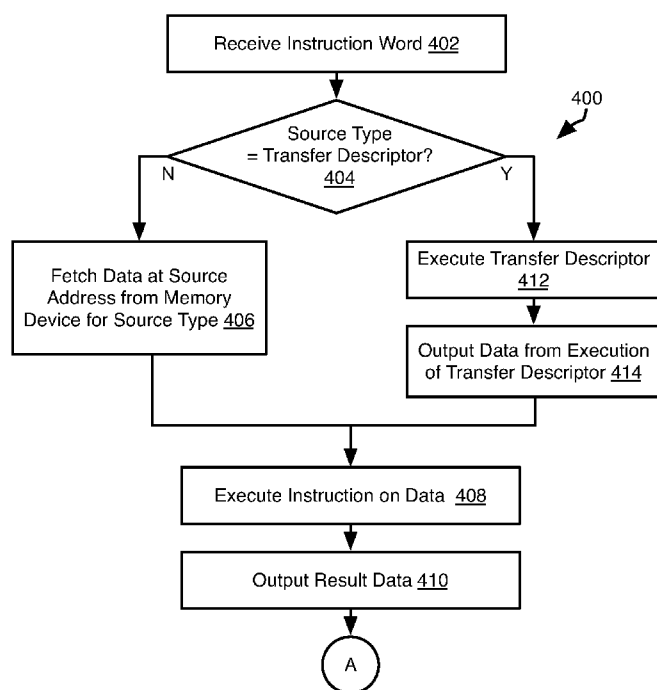 Receive Instruction Word 402
400
Source Type
= Transfer Descriptor?
404
N
Y
Fetch Data at Source
Address from Memory
Device for Source Type 406
Execute Transfer Descriptor
412
Output Data from Execution
of Transfer Descriptor 414
Execute Instruction on Data 408
Output Result Data 410
A